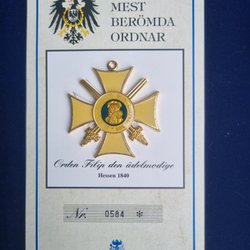 MEST
BERÖMDA
ORDNAR
Orden Filip den ädelmodige
Hessen 1840
Nr. 0584 *